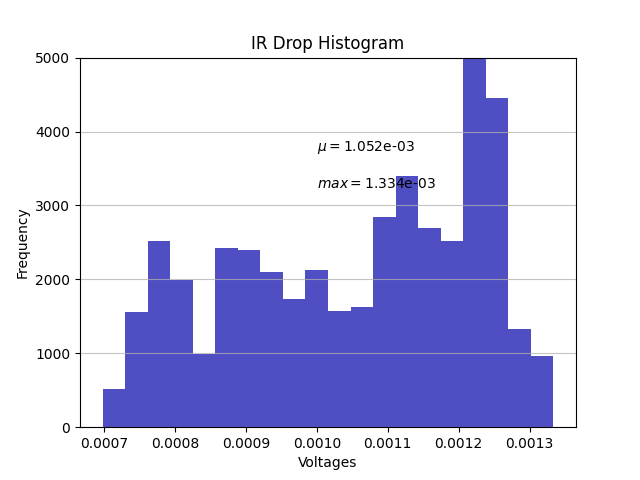 IR Drop Histogram
5000
4000
3000
2000
1000
0
Frequency
μ = 1.052e-03
max = 1.334e-03
0.0007 0.0008 0.0009 0.0010 0.0011 0.0012 0.0013
Voltages